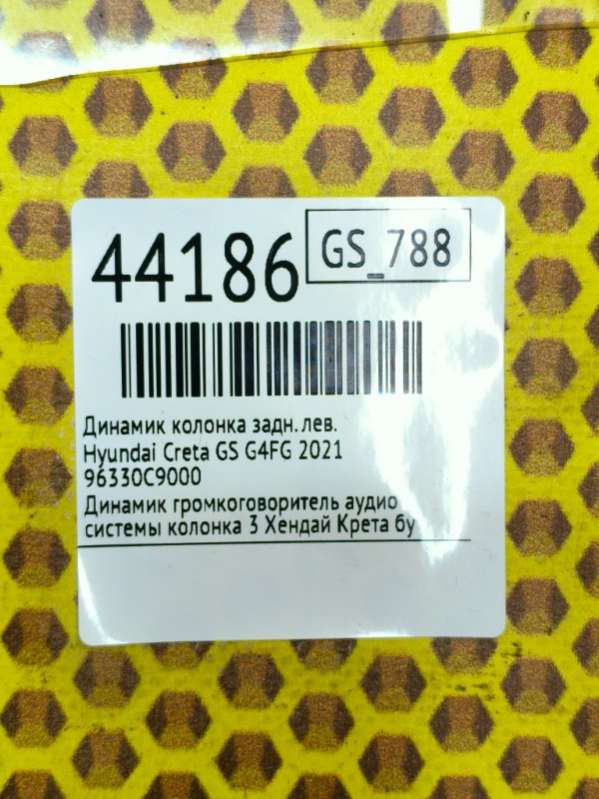 44186
GS_788
Динамик колонка задн. лев.
Hyundai Creta GS G4FG 2021
96330C9000
Динамик громкоговоритель аудио
системы колонка 3 Хендай Крета бу